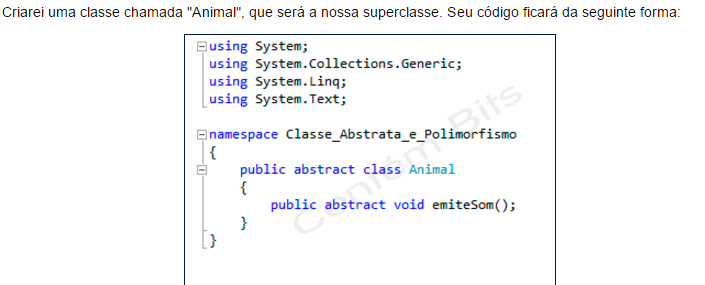 Criarei uma classe chamada "Animal", que será a nossa superclasse. Seu código ficará da seguinte forma:
using System;
using System.Collections.Generic;
using System.Linq;
using System.Text;
namespace Classe_Abstrata_e_Polimorfismo
{
public abstract class Animal
{
public abstract void emiteSom();
}
}
Contém Bits